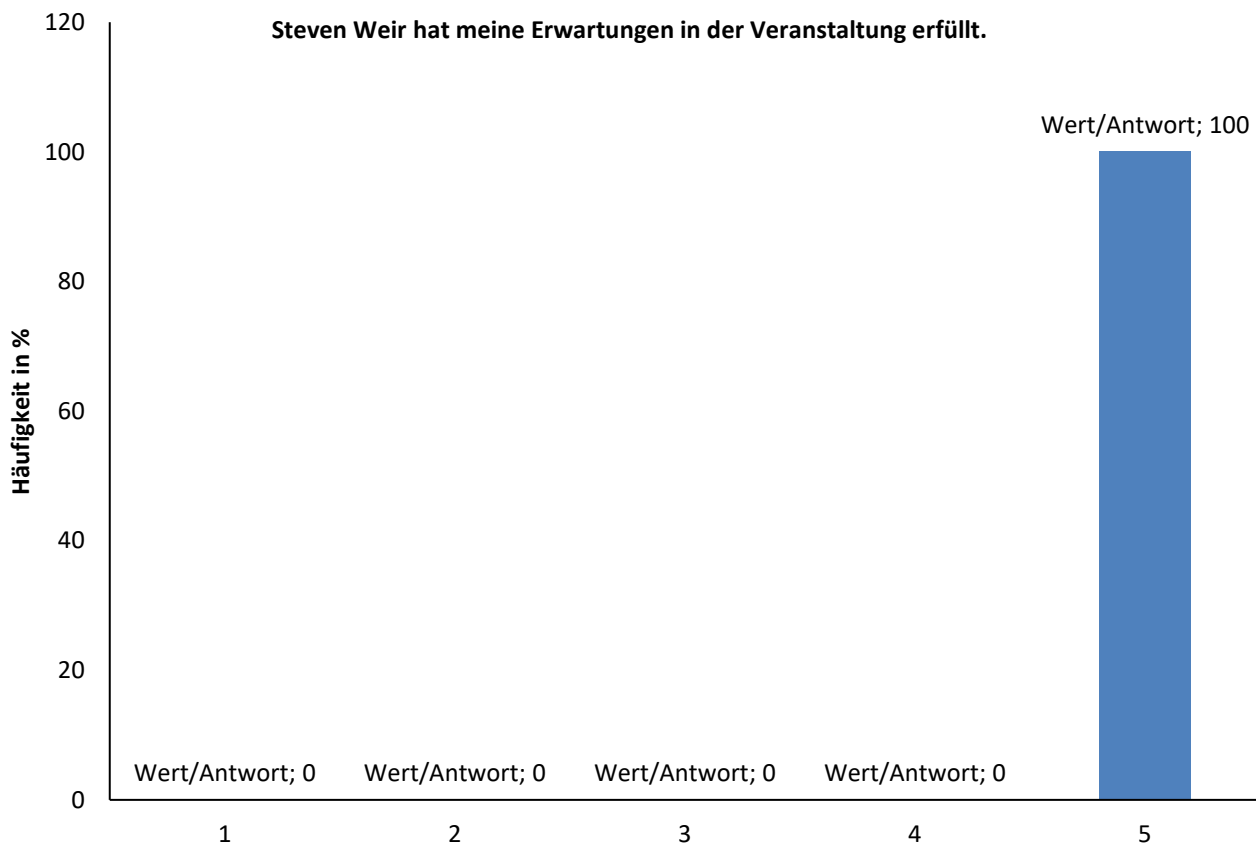 Steven Weir hat meine Erwartungen in der Veranstaltung erfüllt.
120
100
80
60
40
20
0
Häufigkeit in %
Wert/Antwort; 0
Wert/Antwort; 0
Wert/Antwort; 0
Wert/Antwort; 0
Wert/Antwort; 100
1
2
3
4
5